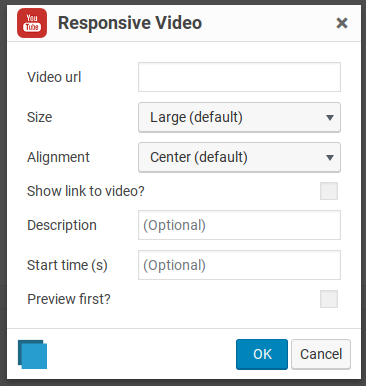 You
Tube
Responsive Video
×
Video url
Size Large (default)
Alignment Center (default)
Show link to video?
Description (Optional)
Start time (s) (Optional)
Preview first?
OK Cancel